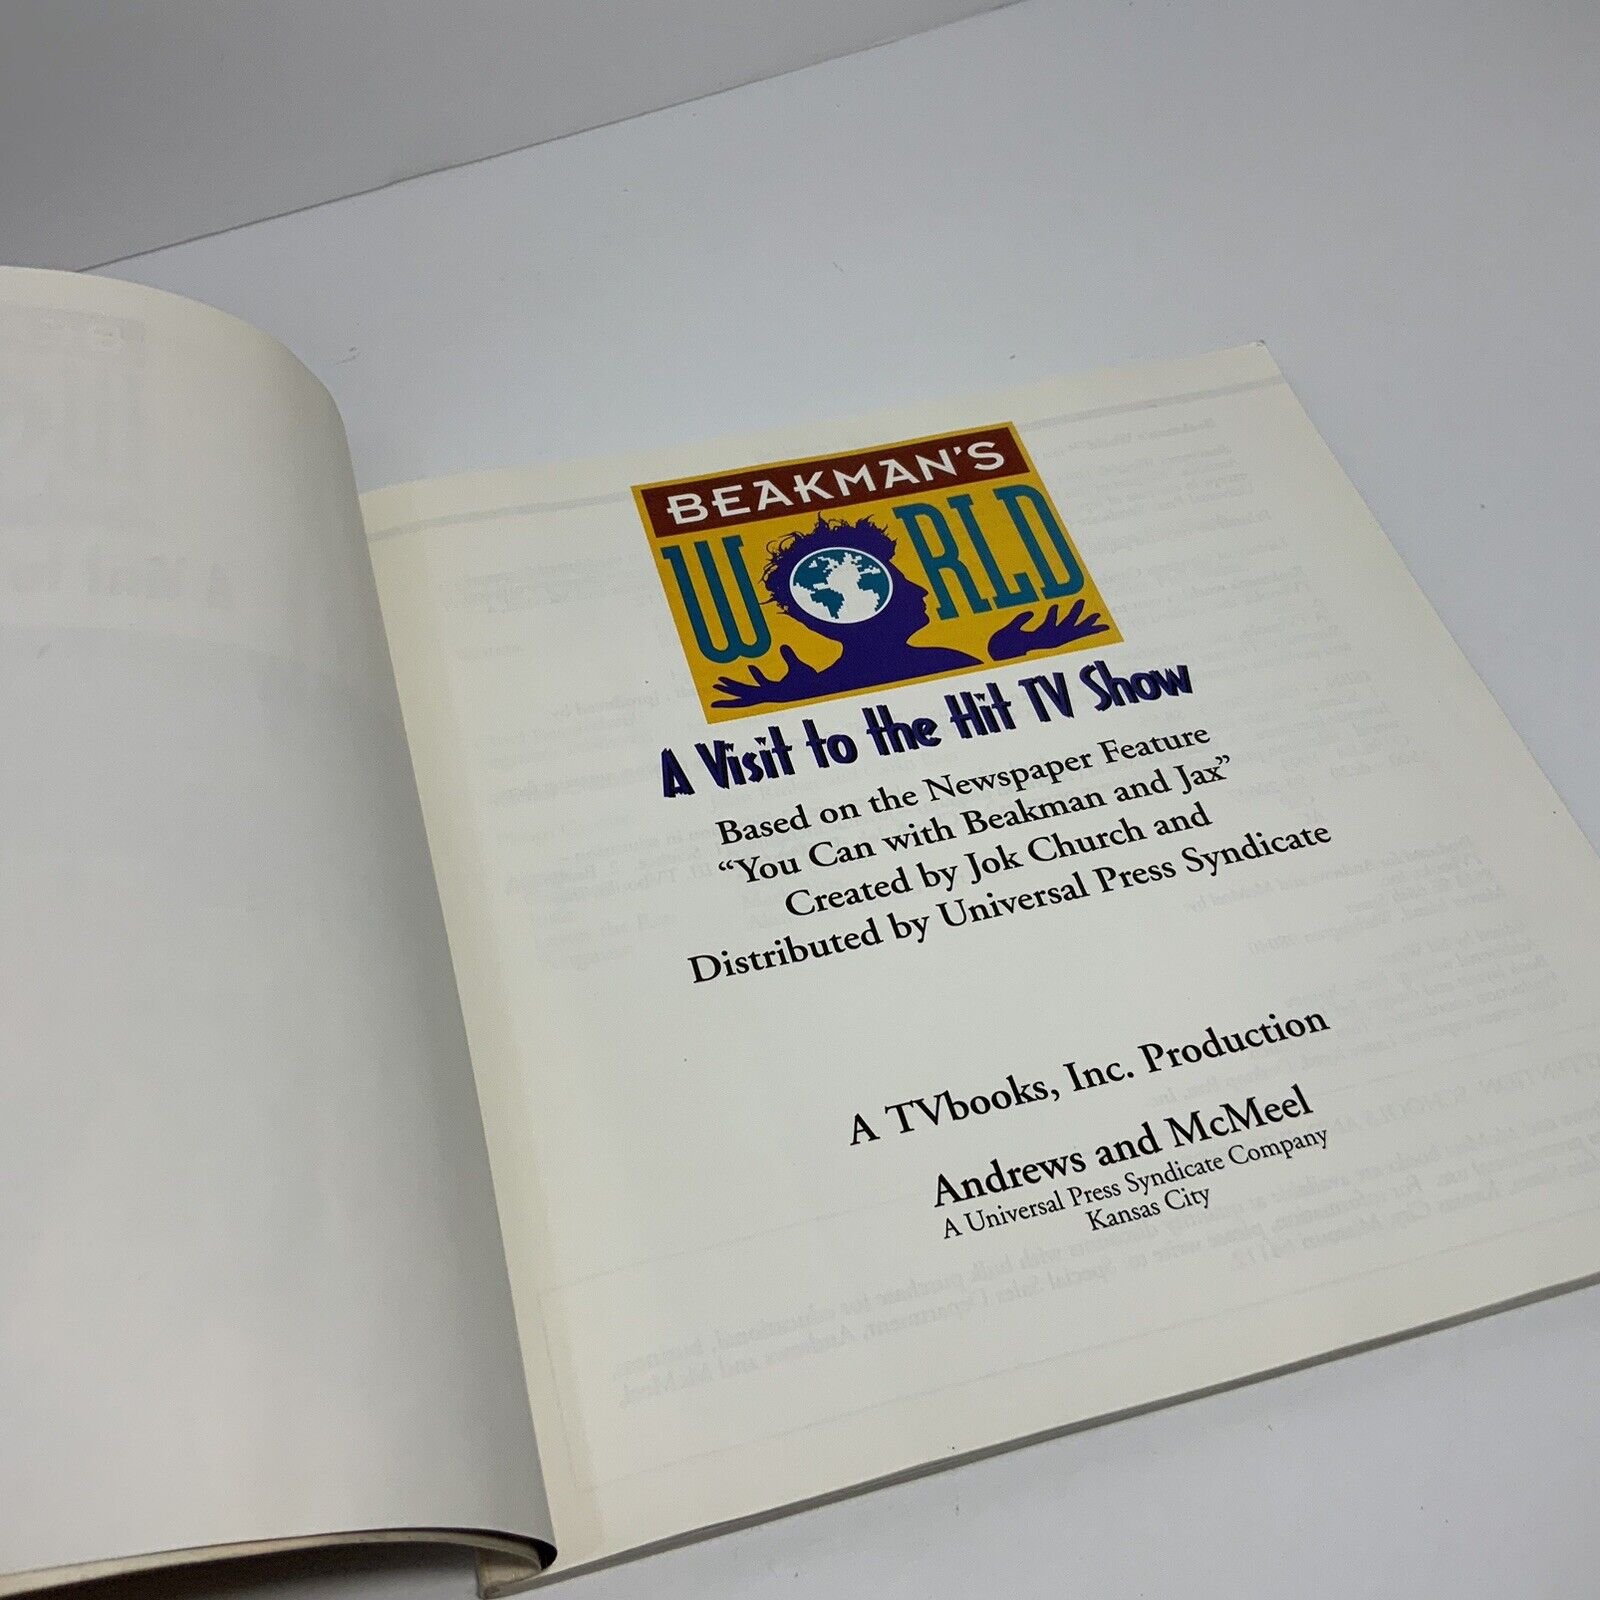 BEAKMAN'S
WORLD
A Visit to the Hit TV Show
Based on the Newspaper Feature
“You Can with Beakman and Jax”
Created by Jok Church and
Distributed by Universal Press Syndicate
A TVbooks, Inc. Production
Andrews and McMeel
A Universal Press Syndicate Company
Kansas City